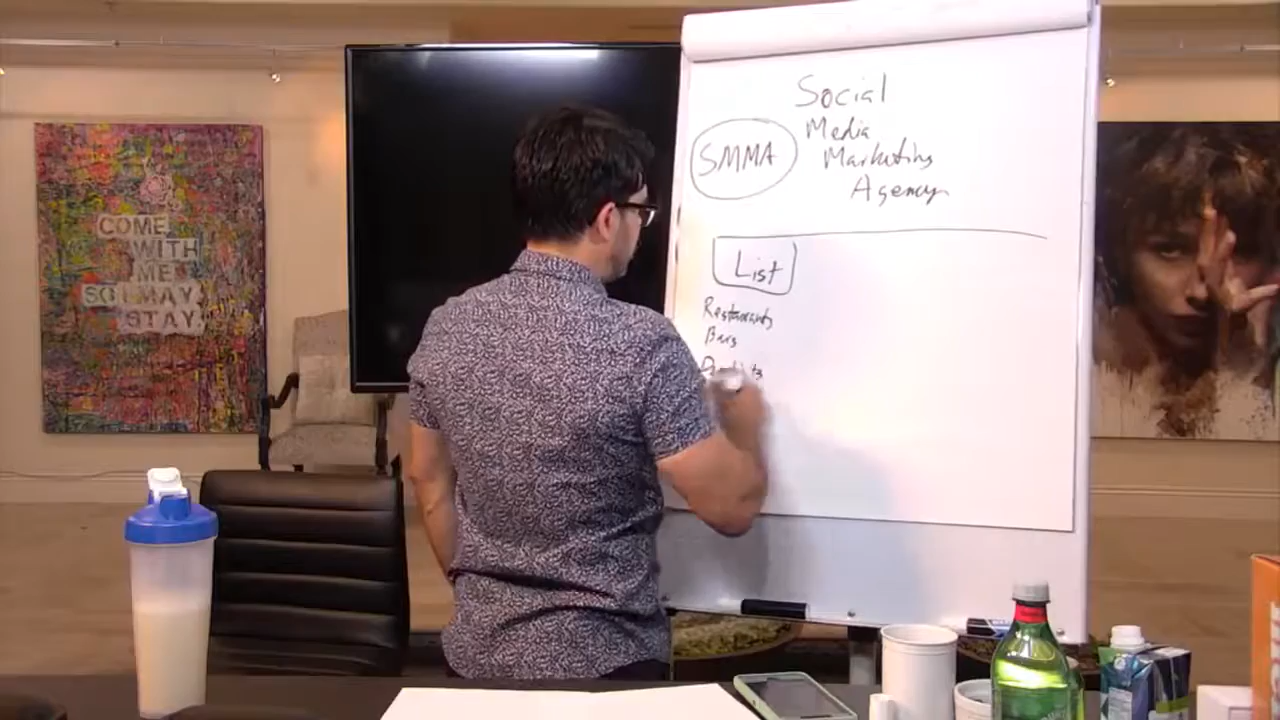 COME
WITH
ME
SO I MAY
STAY.
Social
Media
Marketing
Agency
SMMA
List
Restaurants
Bars